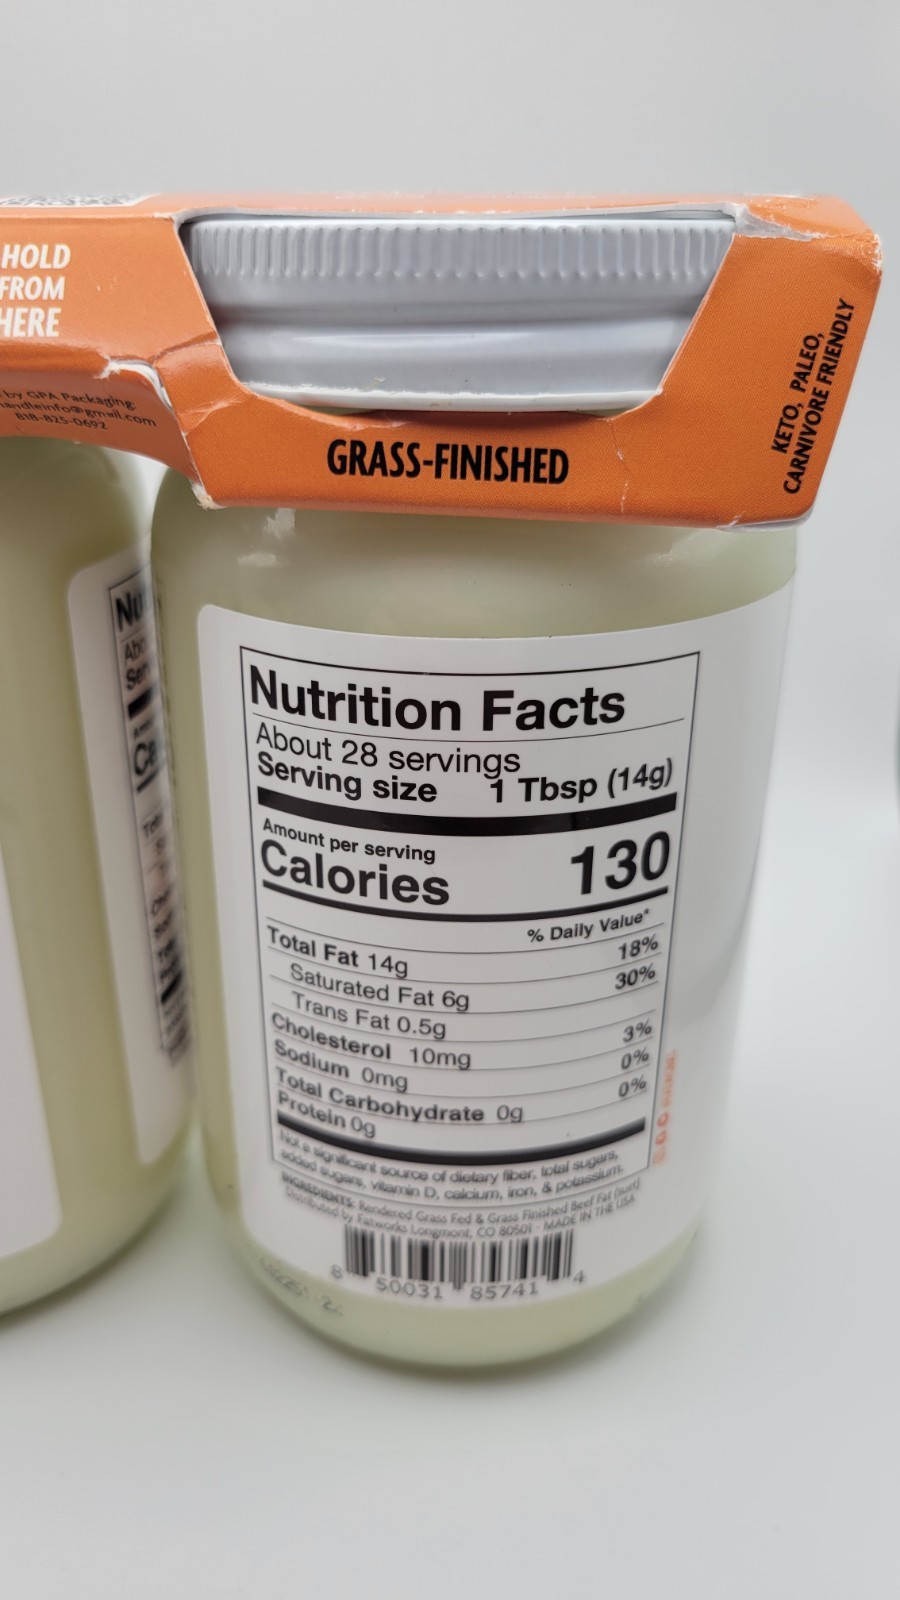 HOLD
FROM
HERE
by GPA Packaging.
andleinfo@gmail.com
818-825-0692
GRASS-FINISHED
KETO, PALEO,
CARNIVORE FRIENDLY
Nutrition Facts
About 28 servings
Serving size 1 Tbsp (14g)
Amount per serving
Calories 130
% Daily Value*
Total Fat 14g 18%
Saturated Fat 6g 30%
Trans Fat 0.5g
Cholesterol 10mg 3%
Sodium 0mg 0%
Total Carbohydrate 0g 0%
Protein 0g
Not a significant source of dietary fiber, total sugars,
added sugars, vitamin D, calcium, iron, & potassium.
INGREDIENTS: Rendered Grass Fed & Grass Finished Beef Fat (suet)
Distributed by Fatworks Longmont, CO 80501 - MADE IN THE USA
8 50031 85741 4